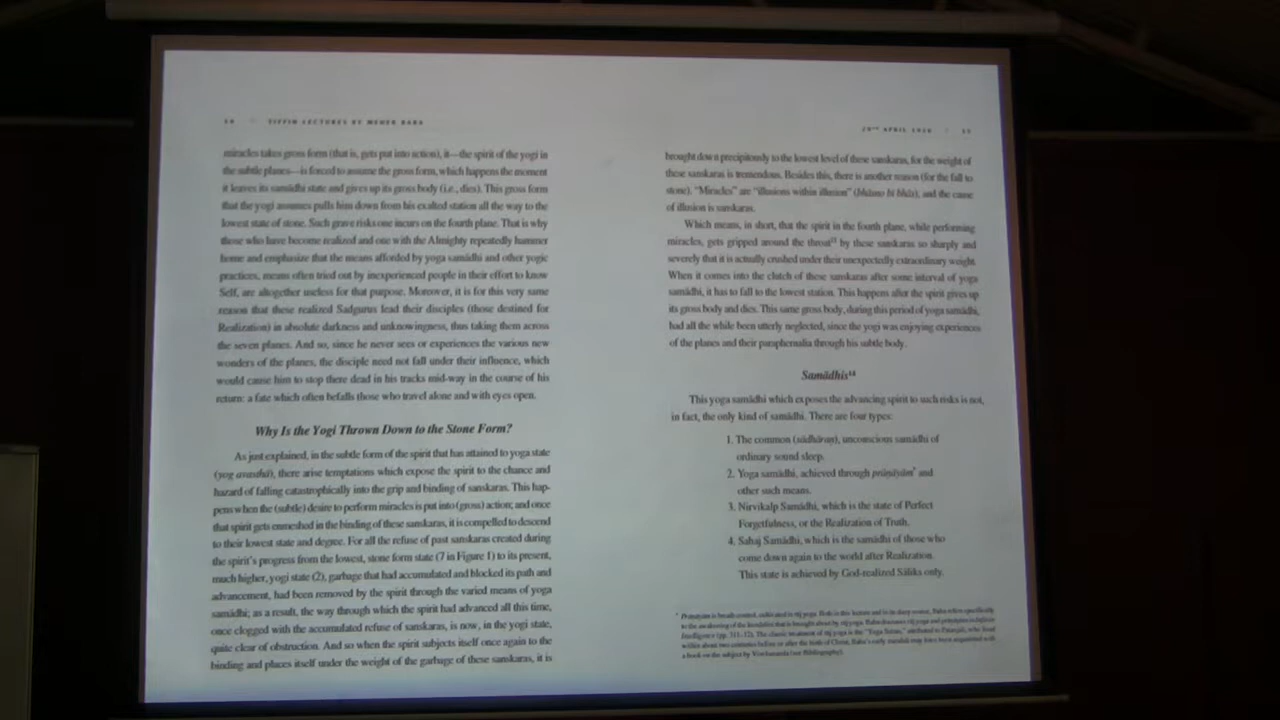 TIFFIN LECTURES BY MEHER BABA
miracles takes gross form (that is, gets put into action), it—the spirit of the yogi in
the subtle planes—is forced to assume the gross form, which happens the moment
it leaves its samādhi state and gives up its gross body (i.e., dies). This gross form
that the yogi assumes pulls him down from his exalted station all the way to the
lowest state of stone. Such grave risks one incurs on the fourth plane. That is why
those who have become realized and one with the Almighty repeatedly hammer
home and emphasize that the means afforded by yoga samādhi and other yogic
practices, means often tried out by inexperienced people in their effort to know
Self, are altogether useless for that purpose. Moreover, it is for this very same
reason that these realized Sadgurus lead their disciples (those destined for
Realization) in absolute darkness and unknowingness, thus taking them across
the seven planes. And so, since he never sees or experiences the various new
wonders of the planes, the disciple need not fall under their influence, which
would cause him to stop there dead in his tracks mid-way in the course of his
return: a fate which often befalls those who travel alone and with eyes open.
Why Is the Yogi Thrown Down to the Stone Form?
As just explained, in the subtle form of the spirit that has attained to yoga state
(yog avasthā), there arise temptations which expose the spirit to the chance and
hazard of falling catastrophically into the grip and binding of sanskaras. This hap-
pens when the (subtle) desire to perform miracles is put into (gross) action; and once
that spirit gets enmeshed in the binding of these sanskaras, it is compelled to descend
to their lowest state and degree. For all the refuse of past sanskaras created during
the spirit's progress from the lowest, stone form state (7 in Figure 1) to its present,
much higher, yogi state (2), garbage that had accumulated and blocked its path and
advancement, had been removed by the spirit through the varied means of yoga
samādhi; as a result, the way through which the spirit had advanced all this time,
once clogged with the accumulated refuse of sanskaras, is now, in the yogi state,
quite clear of obstruction. And so when the spirit subjects itself once again to the
binding and places itself under the weight of the garbage of these sanskaras, it is
APRIL
brought down precipitously to the lowest level of these sanskaras, for the weight of
these sanskaras is tremendous. Besides this, there is another reason (for the fall to
stone). "Miracles" are "illusions within illusion" (bhāsno bi bhās), and the cause
of illusion is sanskaras.
Which means, in short, that the spirit in the fourth plane, while performing
miracles, gets gripped around the throat by these sanskaras so sharply and
severely that it is actually crushed under their unexpectedly extraordinary weight.
When it comes into the clutch of these sanskaras after some interval of yoga
samādhi, it has to fall to the lowest station. This happens after the spirit gives up
its gross body and dies. This same gross body, during this period of yoga samādhi,
had all the while been utterly neglected, since the yogi was enjoying experiences
of the planes and their paraphernalia through his subtle body.
Samādhis¹⁴
This yoga samādhi which exposes the advancing spirit to such risks is not,
in fact, the only kind of samādhi. There are four types:
1. The common (sādhāraṇ), unconscious samādhi of
ordinary sound sleep.
2. Yoga samādhi, achieved through prāṇāyām* and
other such means.
3. Nirvikalp Samādhi, which is the state of Perfect
Forgetfulness, or the Realization of Truth.
4. Sahaj Samādhi, which is the samādhi of those who
come down again to the world after Realization.
This state is achieved by God-realized Sāliks only.